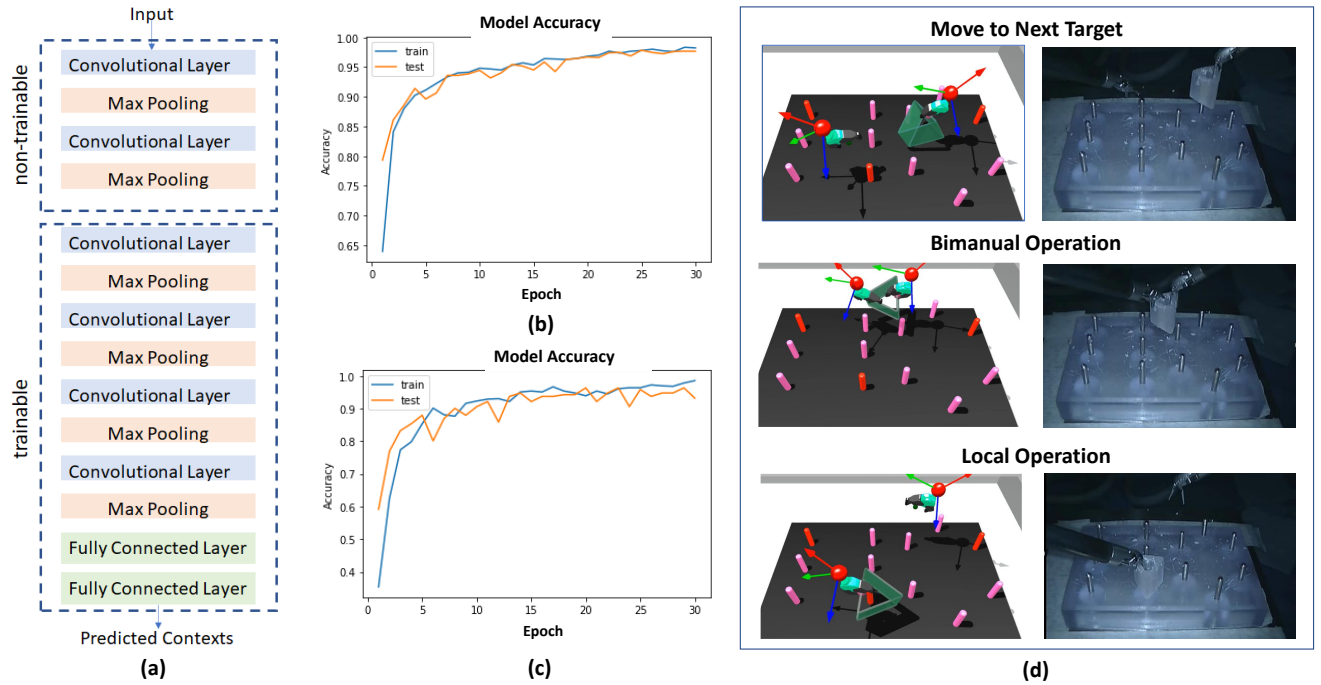 Input
non-trainable
Convolutional Layer
Max Pooling
Convolutional Layer
Max Pooling
trainable
Convolutional Layer
Max Pooling
Convolutional Layer
Max Pooling
Convolutional Layer
Max Pooling
Convolutional Layer
Max Pooling
Fully Connected Layer
Fully Connected Layer
Predicted Contexts
(a)
Model Accuracy
train
test
Accuracy
1.00
0.95
0.90
0.85
0.80
0.75
0.70
0.65
0 5 10 15 20 25 30
Epoch
(b)
Model Accuracy
train
test
Accuracy
1.0
0.9
0.8
0.7
0.6
0.5
0.4
0 5 10 15 20 25 30
Epoch
(c)
Move to Next Target
Bimanual Operation
Local Operation
(d)